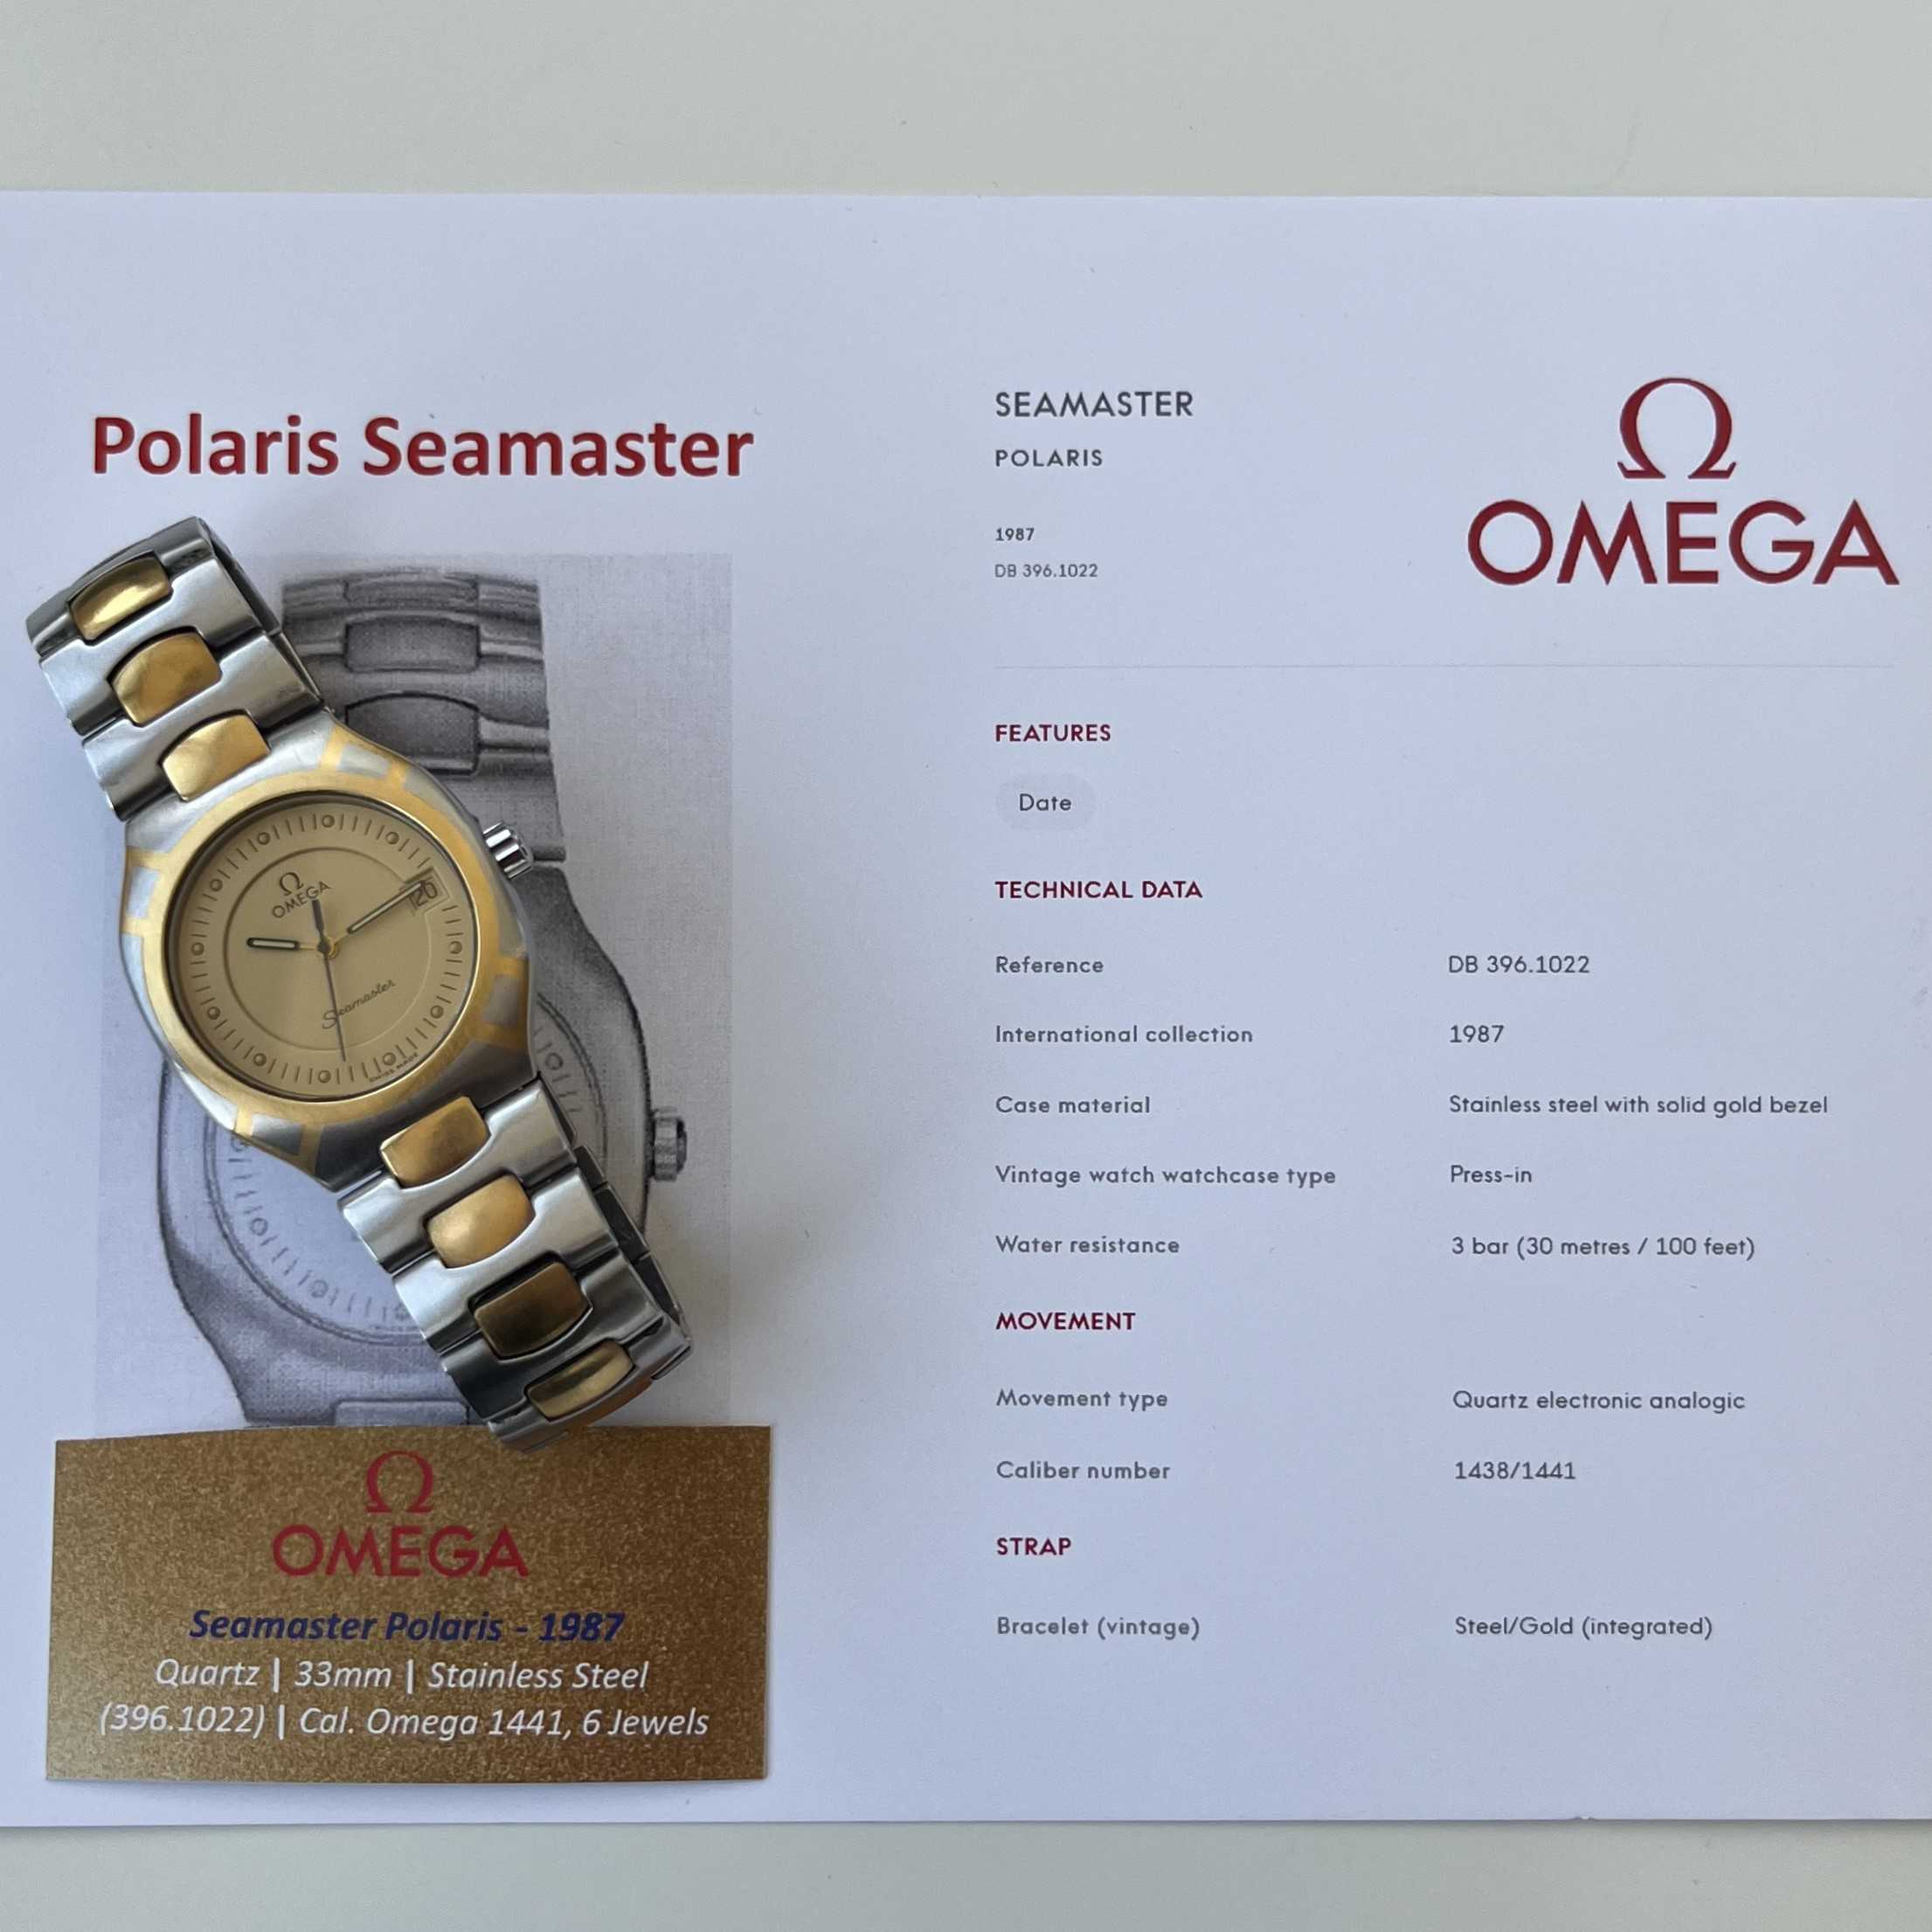 Polaris Seamaster
Ω
OMEGA
20
Seamaster
SWISS MADE
Ω
OMEGA
Seamaster Polaris - 1987
Quartz | 33mm | Stainless Steel
(396.1022) | Cal. Omega 1441, 6 Jewels
SEAMASTER
POLARIS
1987
DB 396.1022
Ω
OMEGA
FEATURES
Date
TECHNICAL DATA
Reference DB 396.1022
International collection 1987
Case material Stainless steel with solid gold bezel
Vintage watch watchcase type Press-in
Water resistance 3 bar (30 metres / 100 feet)
MOVEMENT
Movement type Quartz electronic analogic
Caliber number 1438/1441
STRAP
Bracelet (vintage) Steel/Gold (integrated)